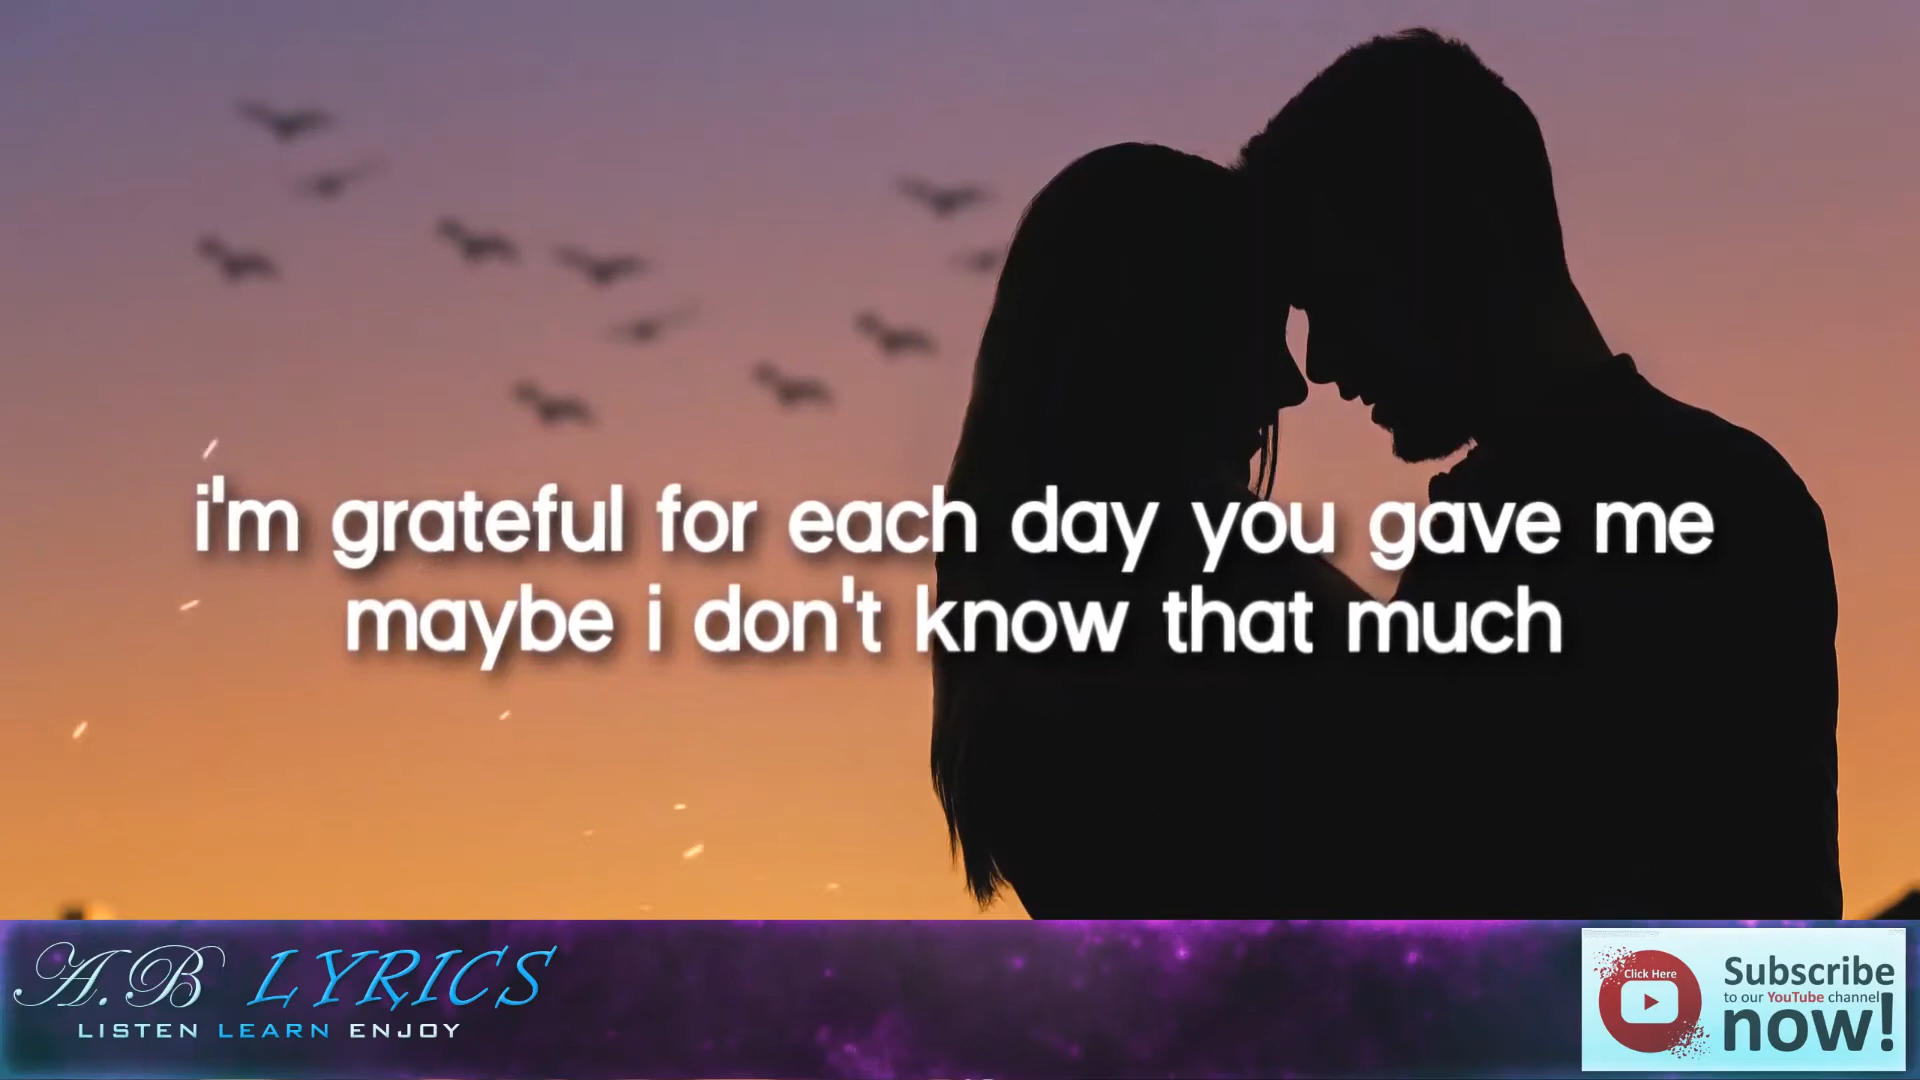 i'm grateful for each day you gave me
maybe i don't know that much
A.B LYRICS
LISTEN LEARN ENJOY
Click Here
Subscribe
to our YouTube channel
now!